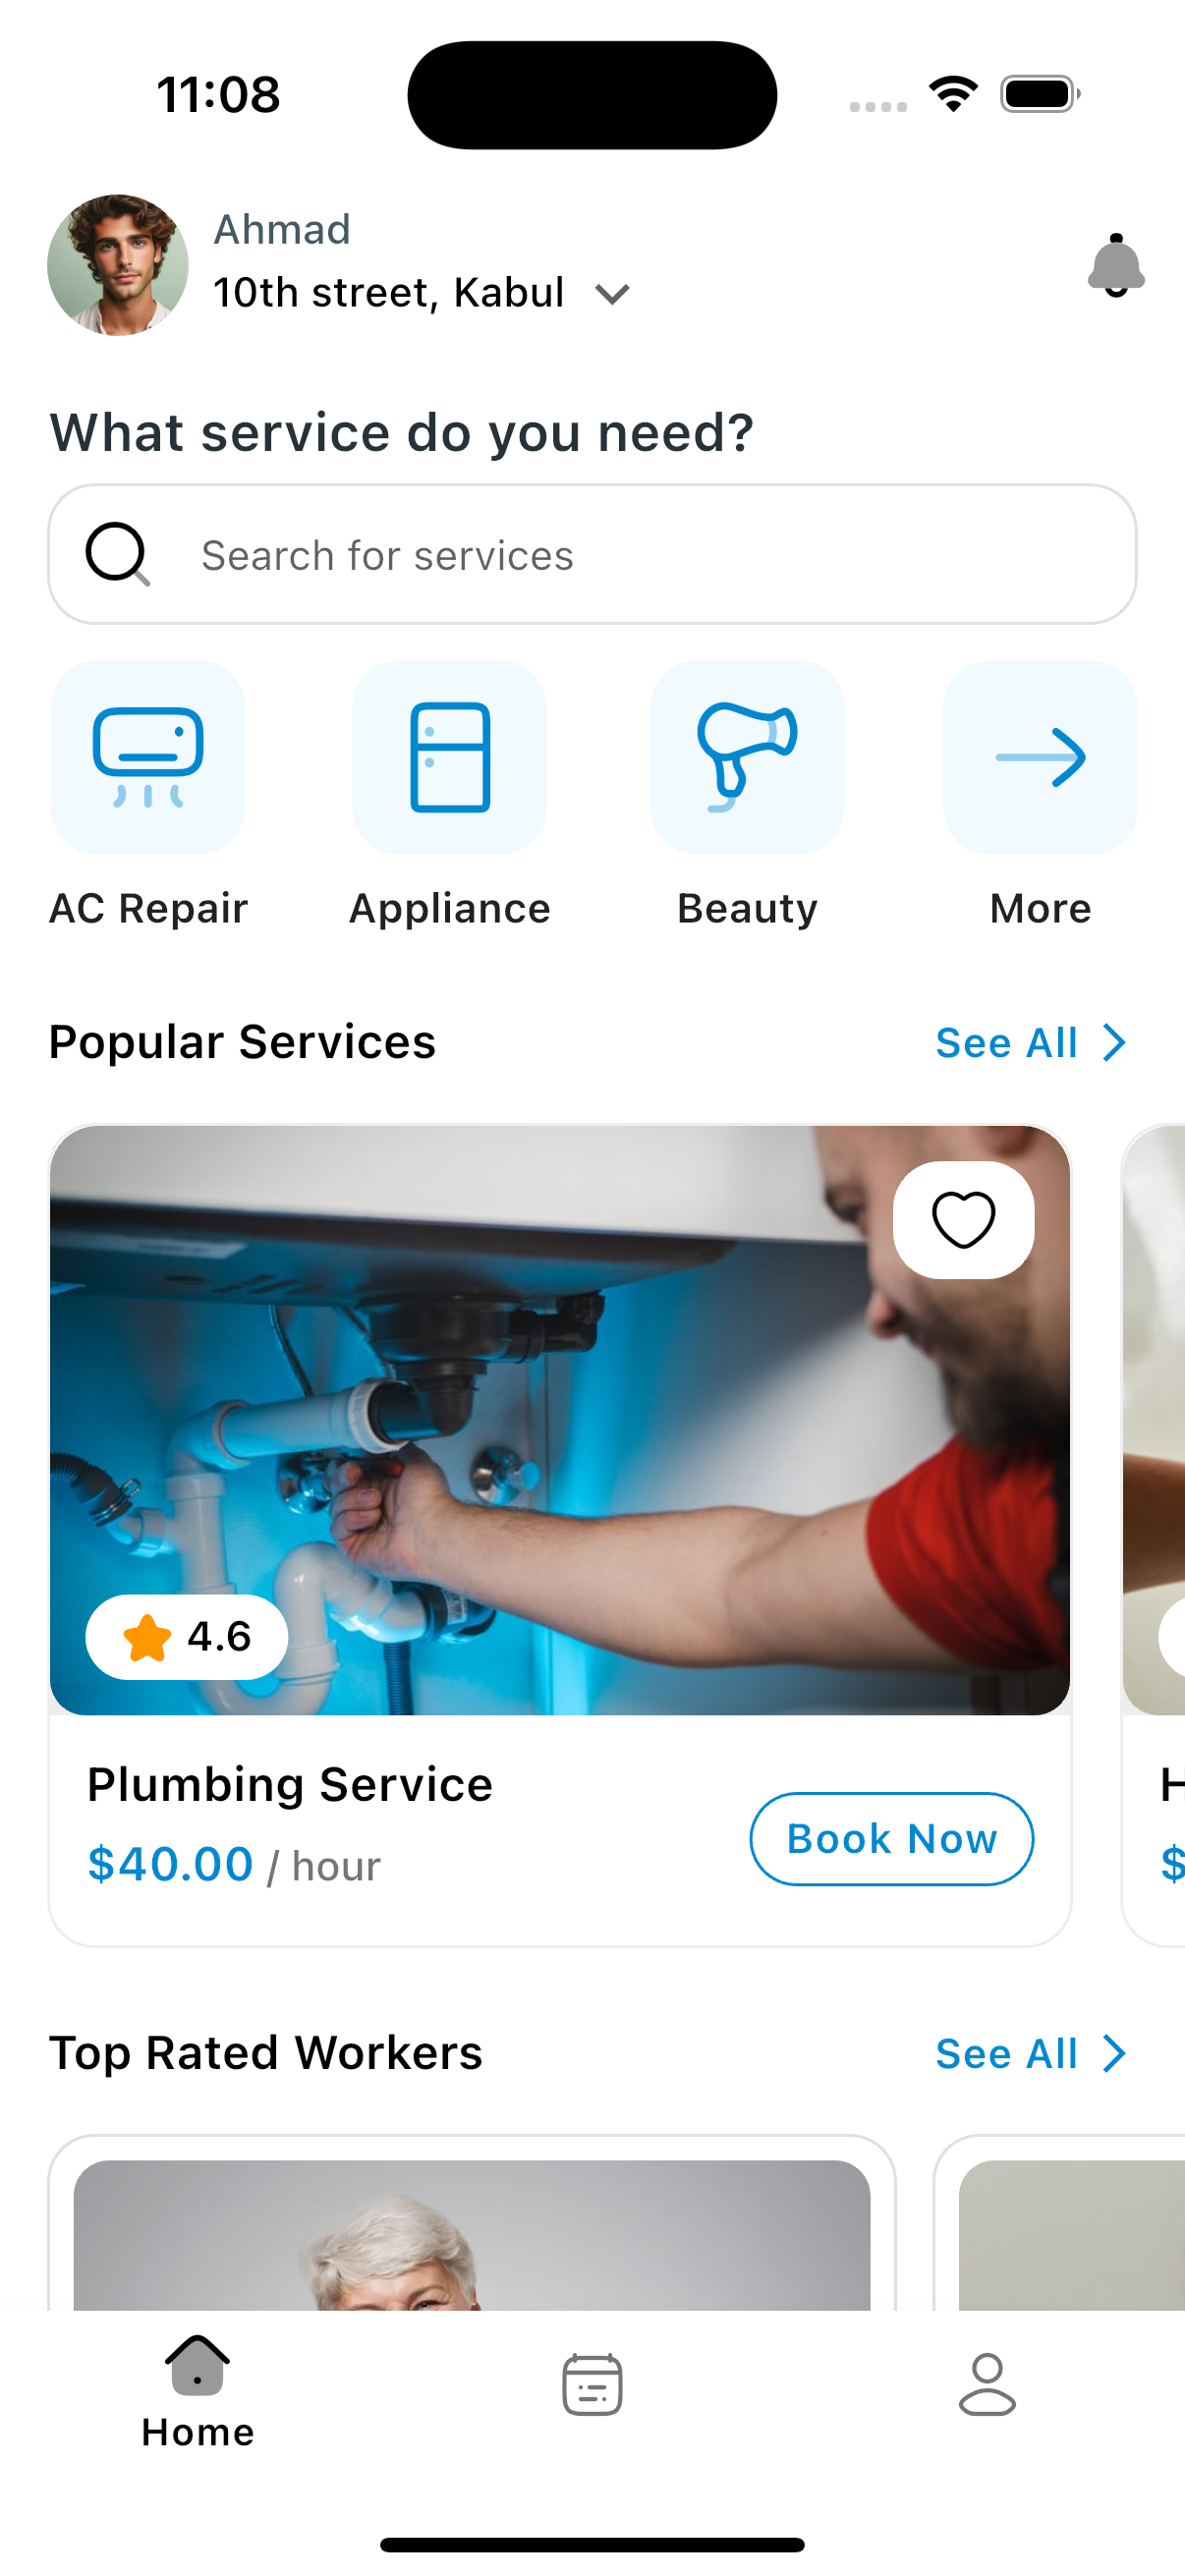 11:08
Ahmad
10th street, Kabul
What service do you need?
Search for services
AC Repair
Appliance
Beauty
More
Popular Services
See All
4.6
Plumbing Service
$40.00 / hour
Book Now
H
$
Top Rated Workers
See All
Home